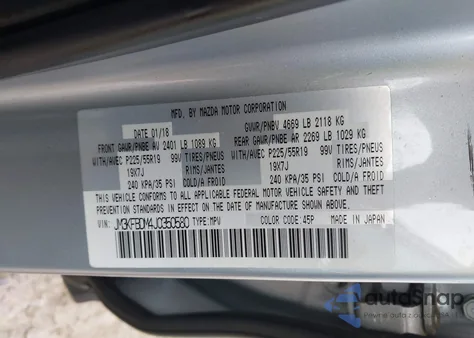 MFD. BY MAZDA MOTOR CORPORATION
DATE 01/18 GVWR/PNBV 4669 LB 2118 KG
FRONT GAWR/PNBE AV 2401 LB 1089 KG REAR GAWR/PNBE AR 2269 LB 1029 KG
WITH/AVEC P225/55R19 99V TIRES/PNEUS WITH/AVEC P225/55R19 99V TIRES/PNEUS
19X7J RIMS/JANTES 19X7J RIMS/JANTES
240 KPA/35 PSI COLD/A FROID 240 KPA/35 PSI COLD/A FROID
THIS VEHICLE CONFORMS TO ALL APPLICABLE FEDERAL MOTOR VEHICLE SAFETY AND THEFT
PREVENTION STANDARDS IN EFFECT ON THE DATE OF MANUFACTURE SHOWN ABOVE.
VIN: JM3KFBDM4J0350580 TYPE:MPV COLOR: 45P MADE IN JAPAN
autoSnap